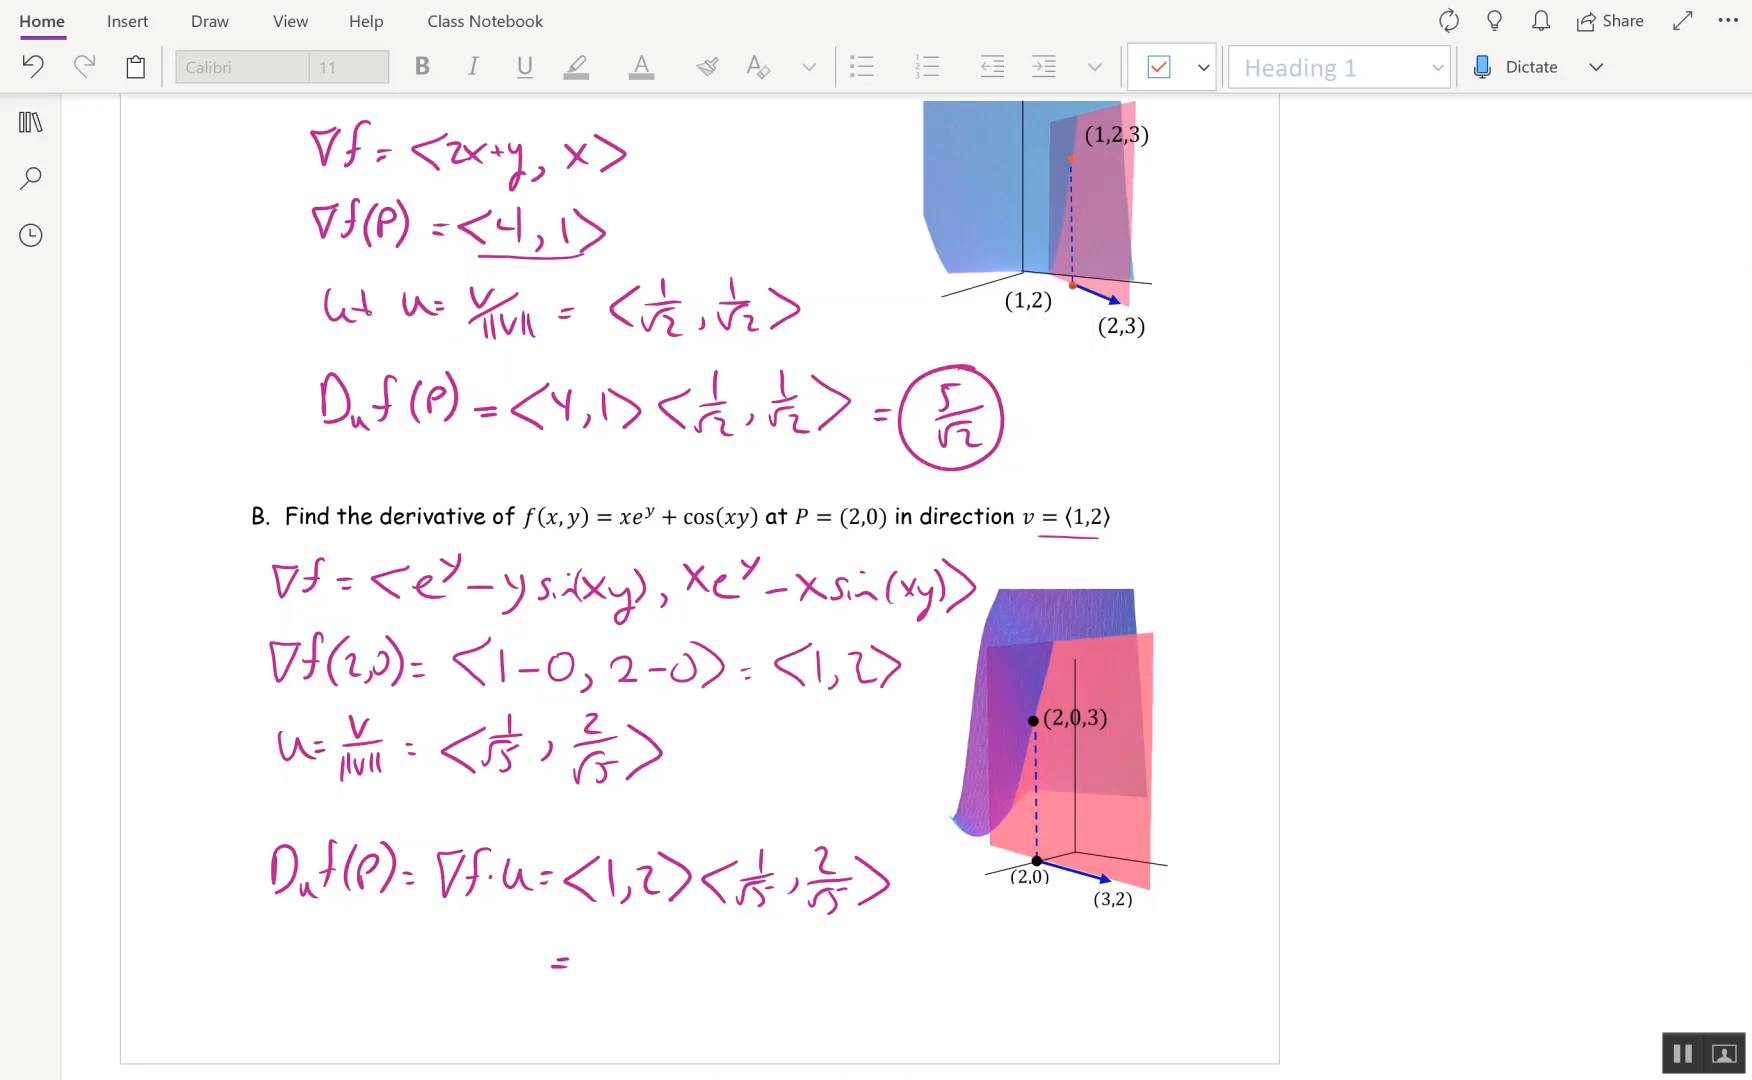 Home Insert Draw View Help Class Notebook Share
Calibri 11 B I U A A Heading 1 Dictate
∇f = <2x+y, x>
∇f(P) = <4, 1>
let u = v/||v|| = <1/√2, 1/√2>
D_u f(P) = <4,1> <1/√2, 1/√2> = 5/√2
(1,2,3)
(1,2)
(2,3)
B. Find the derivative of f(x, y) = xe^y + cos(xy) at P = (2,0) in direction v = ⟨1,2⟩
∇f = <e^y − y sin(xy), xe^y − x sin(xy)>
∇f(2,0) = <1−0, 2−0> = <1, 2>
u = v/||v|| = <1/√5, 2/√5>
D_u f(P) = ∇f·u = <1,2> <1/√5, 2/√5>
=
(2,0,3)
(2,0)
(3,2)